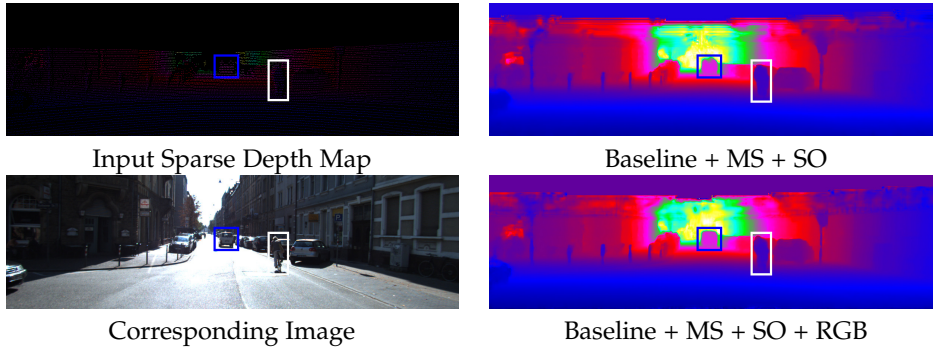 Input Sparse Depth Map
Baseline + MS + SO
Corresponding Image
Baseline + MS + SO + RGB